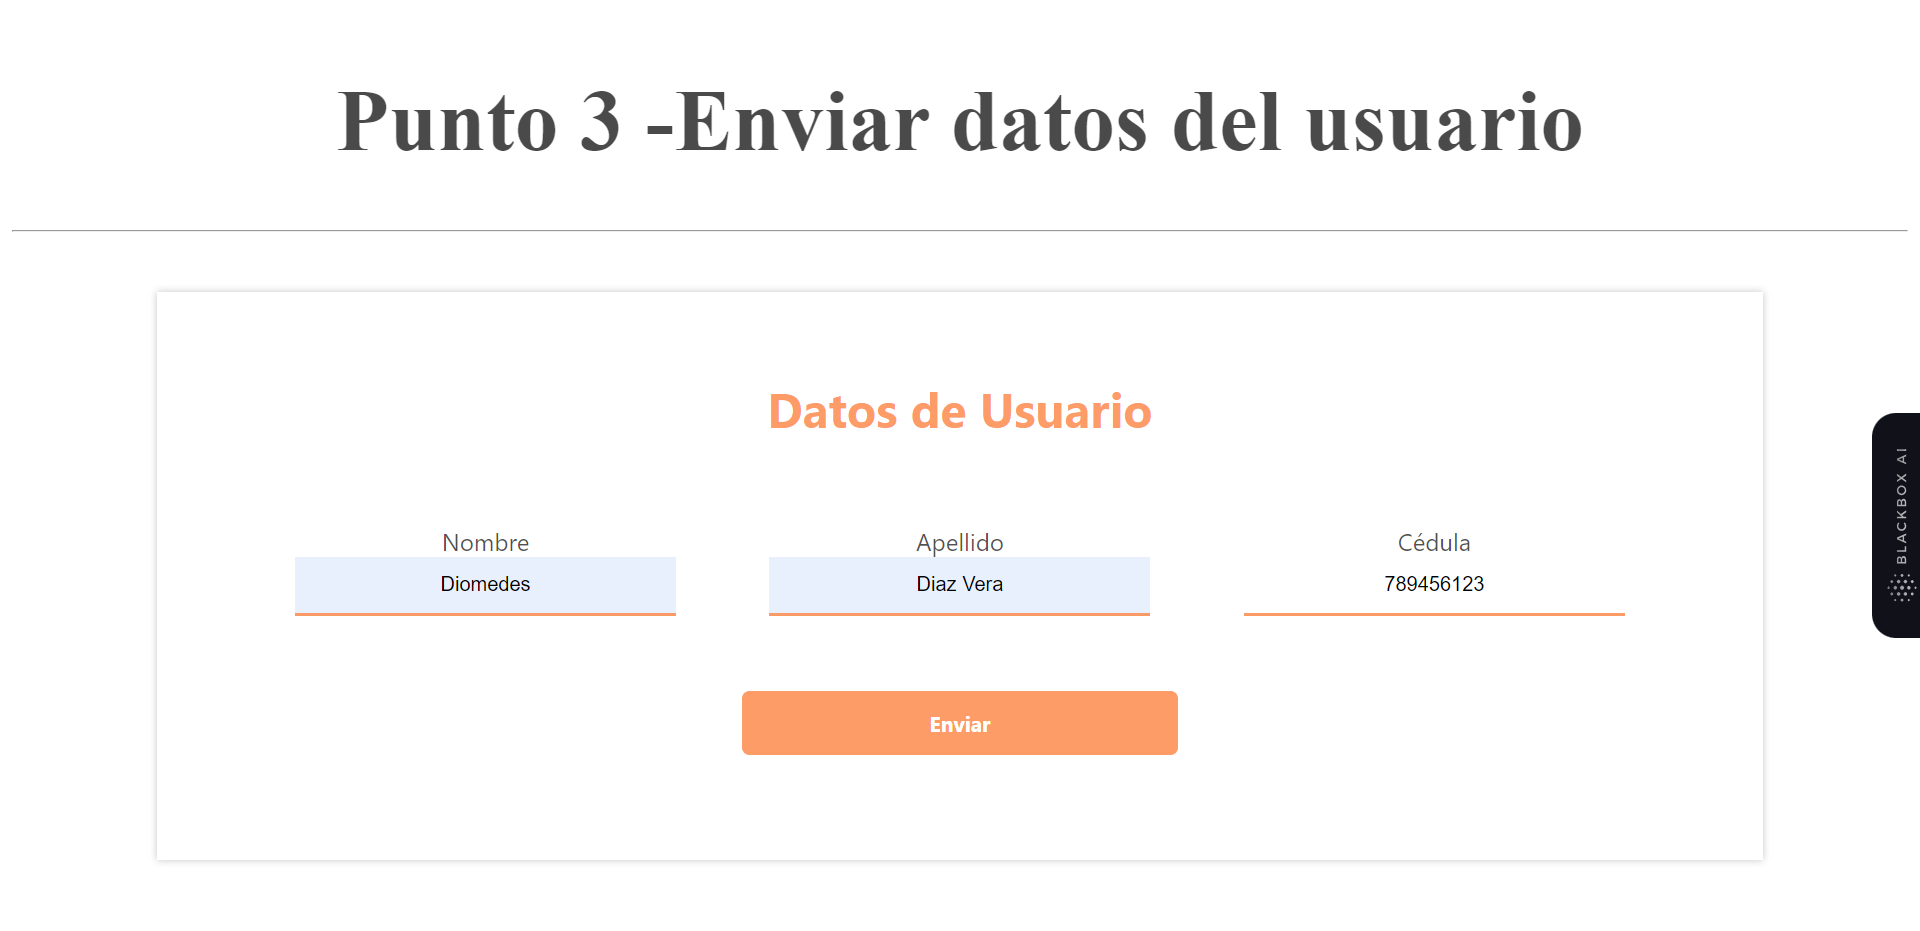 Punto 3 -Enviar datos del usuario
Datos de Usuario
Nombre
Apellido
Cédula
Diomedes
Diaz Vera
789456123
Enviar
BLACKBOX AI